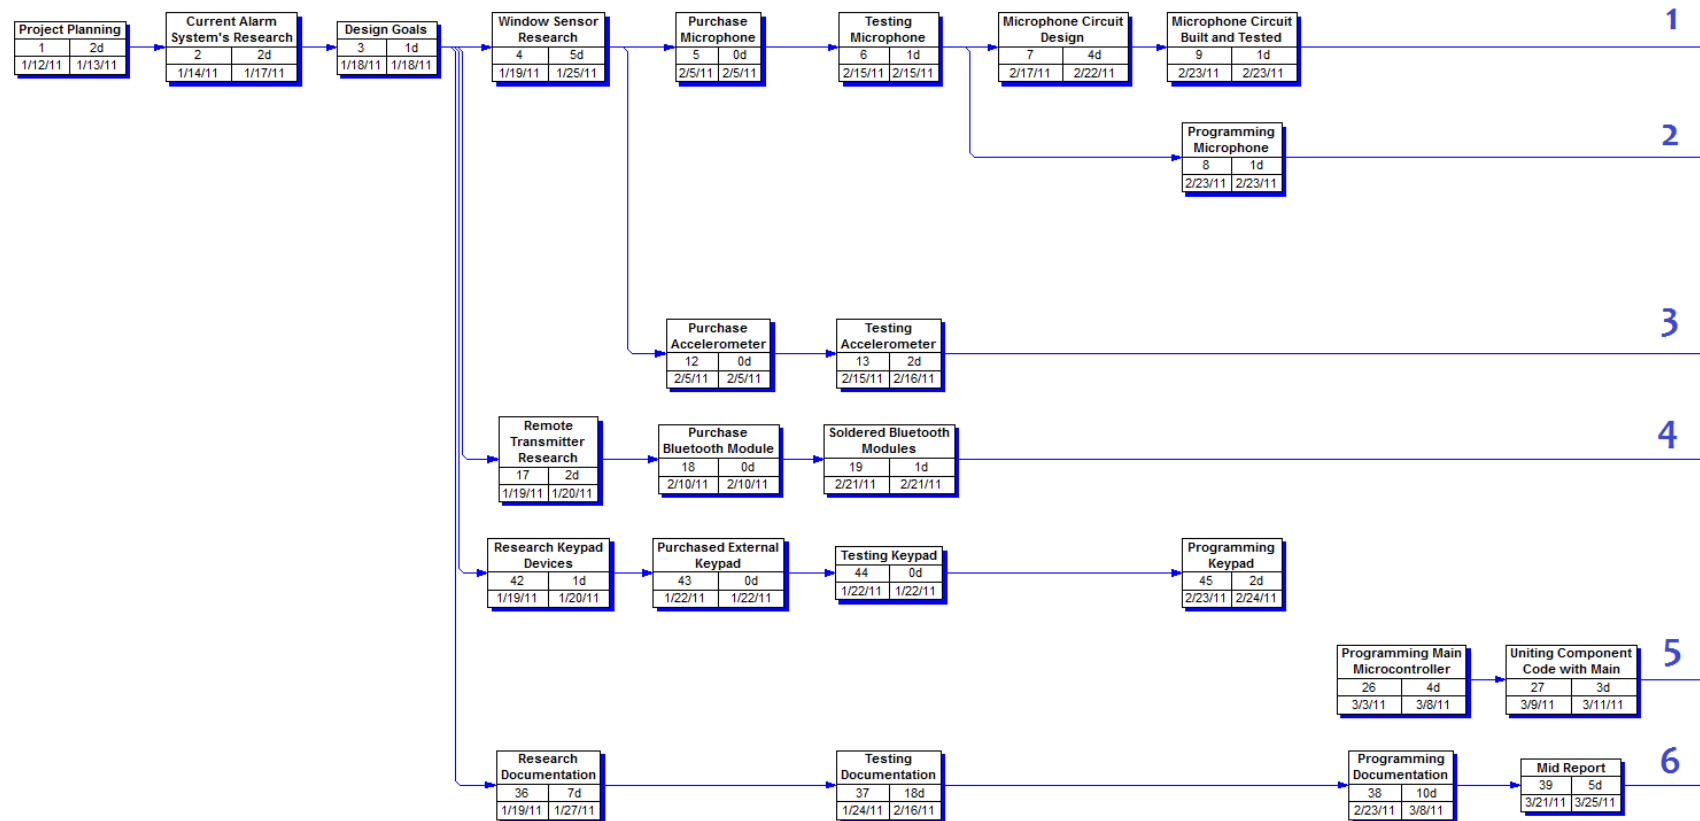 Project Planning
1 2d
1/12/11 1/13/11
Current Alarm
System's Research
2 2d
1/14/11 1/17/11
Design Goals
3 1d
1/18/11 1/18/11
Window Sensor
Research
4 5d
1/19/11 1/25/11
Purchase
Microphone
5 0d
2/5/11 2/5/11
Testing
Microphone
6 1d
2/15/11 2/15/11
Microphone Circuit
Design
7 4d
2/17/11 2/22/11
Microphone Circuit
Built and Tested
9 1d
2/23/11 2/23/11
1
Programming
Microphone
8 1d
2/23/11 2/23/11
2
Purchase
Accelerometer
12 0d
2/5/11 2/5/11
Testing
Accelerometer
13 2d
2/15/11 2/16/11
3
Remote
Transmitter
Research
17 2d
1/19/11 1/20/11
Purchase
Bluetooth Module
18 0d
2/10/11 2/10/11
Soldered Bluetooth
Modules
19 1d
2/21/11 2/21/11
4
Research Keypad
Devices
42 1d
1/19/11 1/20/11
Purchased External
Keypad
43 0d
1/22/11 1/22/11
Testing Keypad
44 0d
1/22/11 1/22/11
Programming
Keypad
45 2d
2/23/11 2/24/11
Programming Main
Microcontroller
26 4d
3/3/11 3/8/11
Uniting Component
Code with Main
27 3d
3/9/11 3/11/11
5
Research
Documentation
36 7d
1/19/11 1/27/11
Testing
Documentation
37 18d
1/24/11 2/16/11
Programming
Documentation
38 10d
2/23/11 3/8/11
Mid Report
39 5d
3/21/11 3/25/11
6